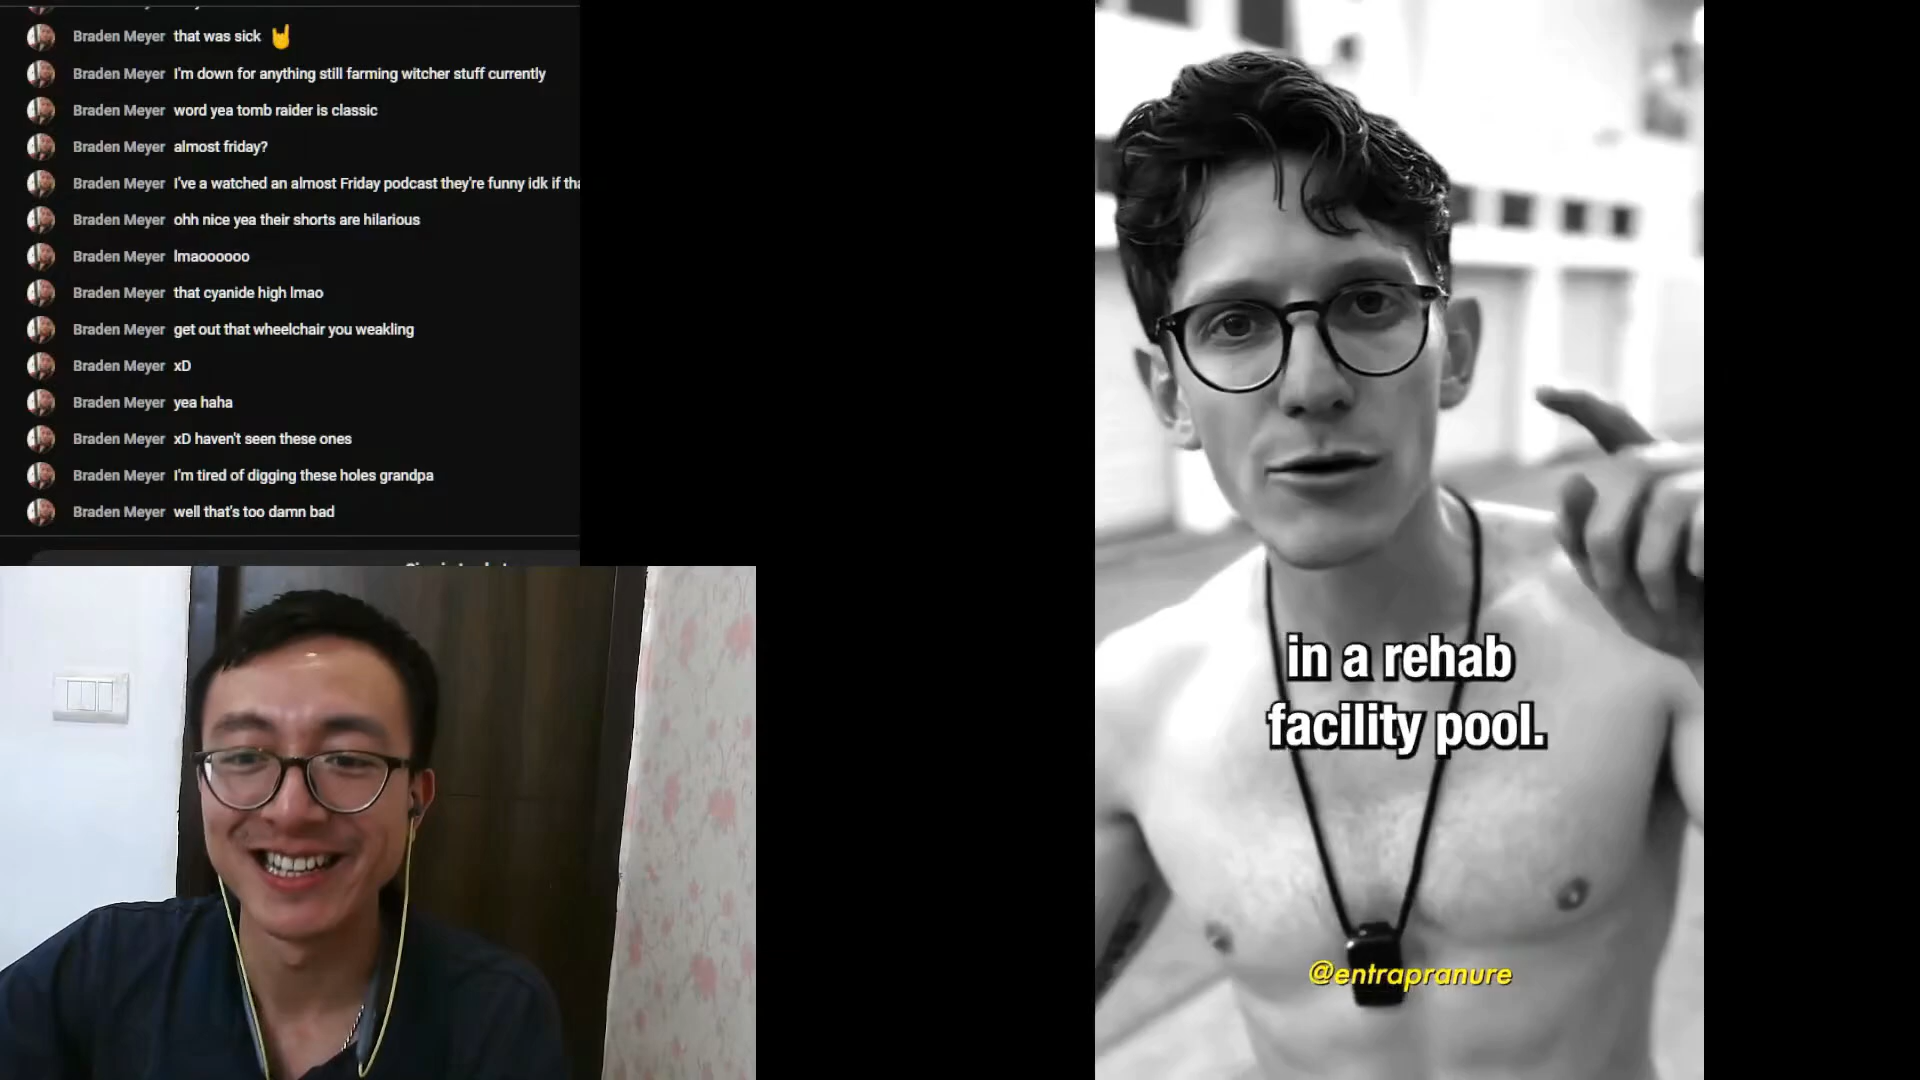 Braden Meyer that was sick 🤘
Braden Meyer I'm down for anything still farming witcher stuff currently
Braden Meyer word yea tomb raider is classic
Braden Meyer almost friday?
Braden Meyer I've a watched an almost Friday podcast they're funny idk if
Braden Meyer ohh nice yea their shorts are hilarious
Braden Meyer lmaoooooo
Braden Meyer that cyanide high lmao
Braden Meyer get out that wheelchair you weakling
Braden Meyer xD
Braden Meyer yea haha
Braden Meyer xD haven't seen these ones
Braden Meyer I'm tired of digging these holes grandpa
Braden Meyer well that's too damn bad
in a rehab
facility pool.
@entrapranure